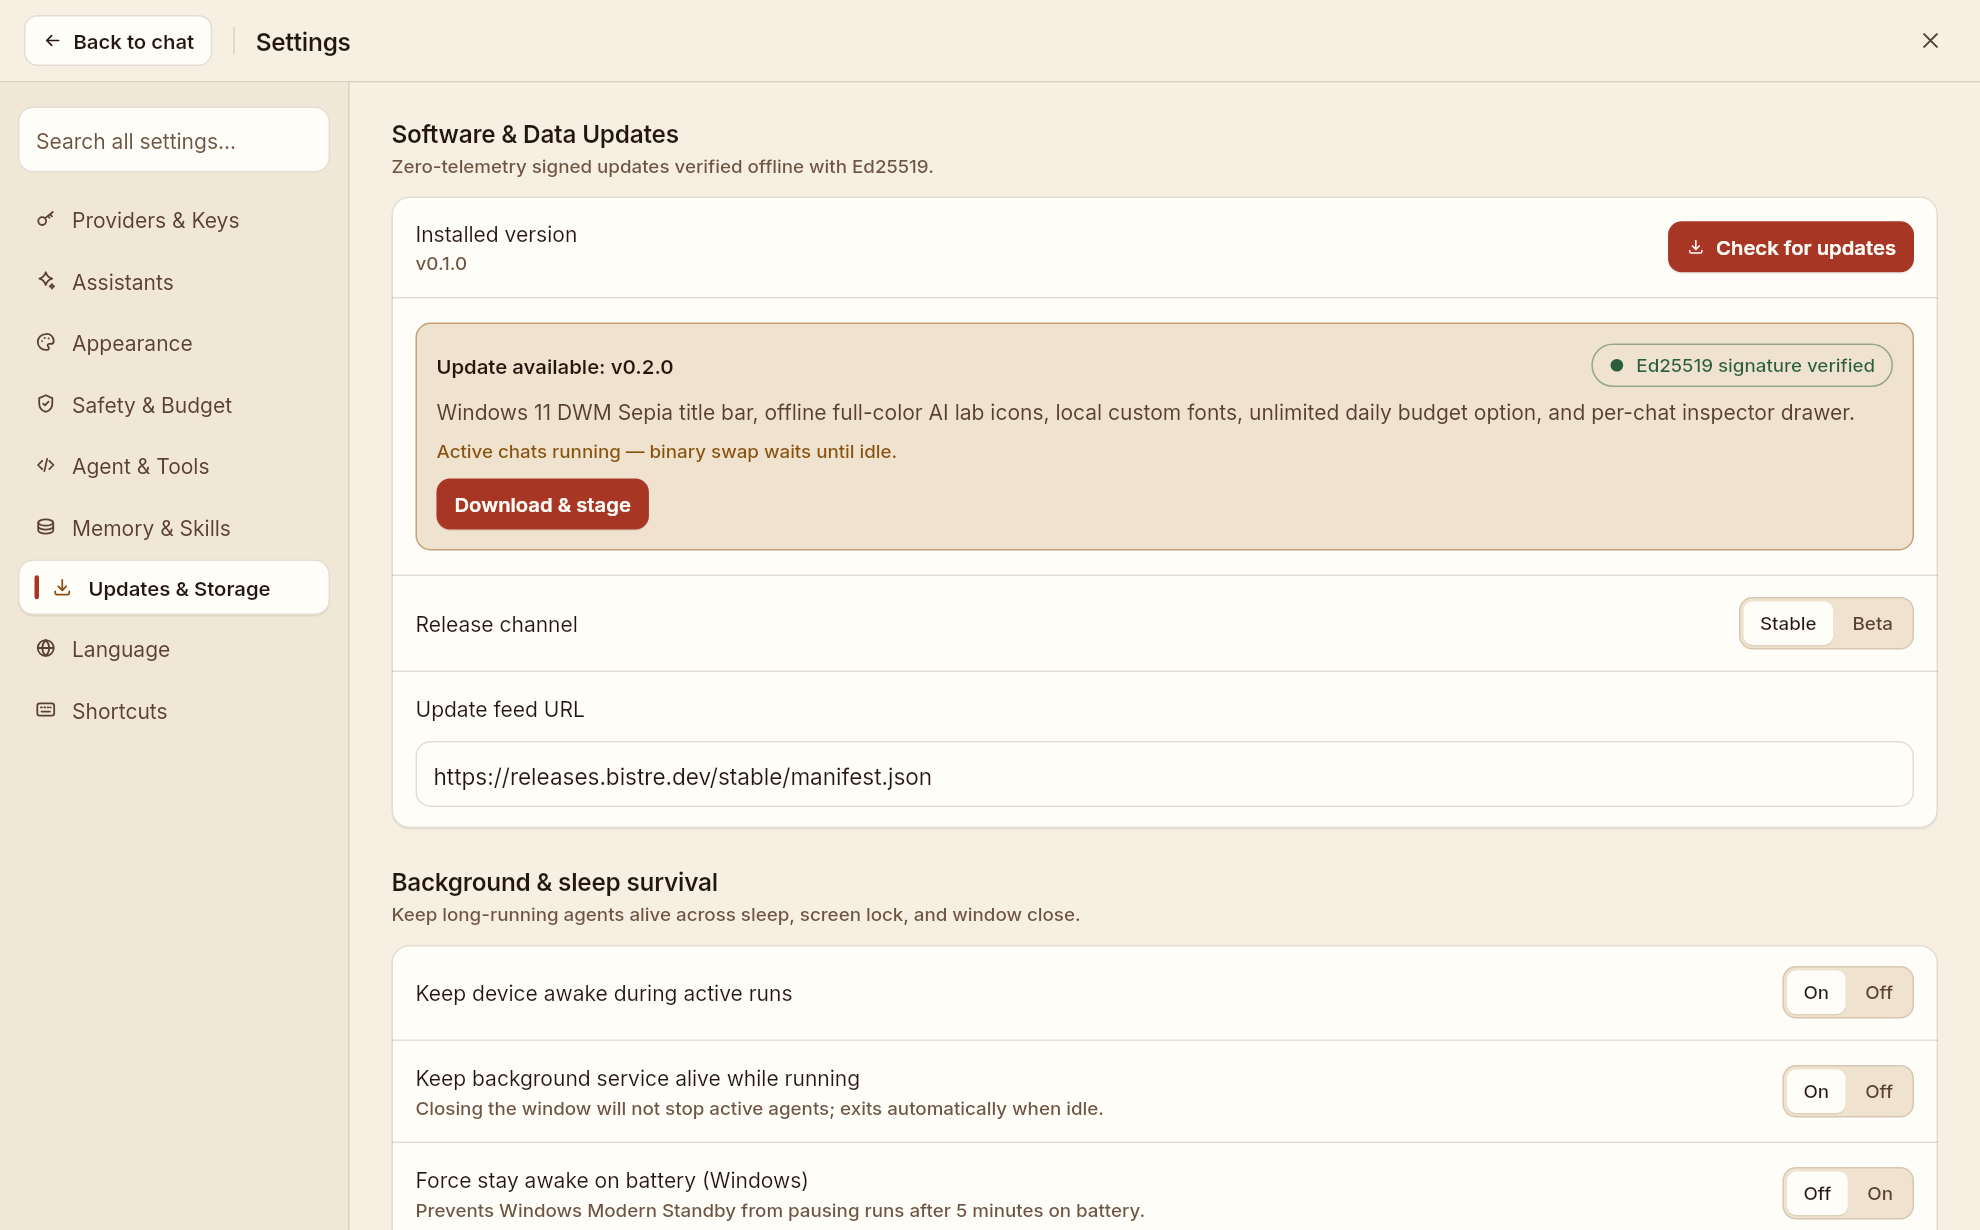 Back to chat
Settings
Search all settings...
Providers & Keys
Assistants
Appearance
Safety & Budget
Agent & Tools
Memory & Skills
Updates & Storage
Language
Shortcuts
Software & Data Updates
Zero-telemetry signed updates verified offline with Ed25519.
Installed version
v0.1.0
Check for updates
Update available: v0.2.0
Ed25519 signature verified
Windows 11 DWM Sepia title bar, offline full-color AI lab icons, local custom fonts, unlimited daily budget option, and per-chat inspector drawer.
Active chats running — binary swap waits until idle.
Download & stage
Release channel
Stable Beta
Update feed URL
https://releases.bistre.dev/stable/manifest.json
Background & sleep survival
Keep long-running agents alive across sleep, screen lock, and window close.
Keep device awake during active runs
On Off
Keep background service alive while running
Closing the window will not stop active agents; exits automatically when idle.
On Off
Force stay awake on battery (Windows)
Prevents Windows Modern Standby from pausing runs after 5 minutes on battery.
Off On